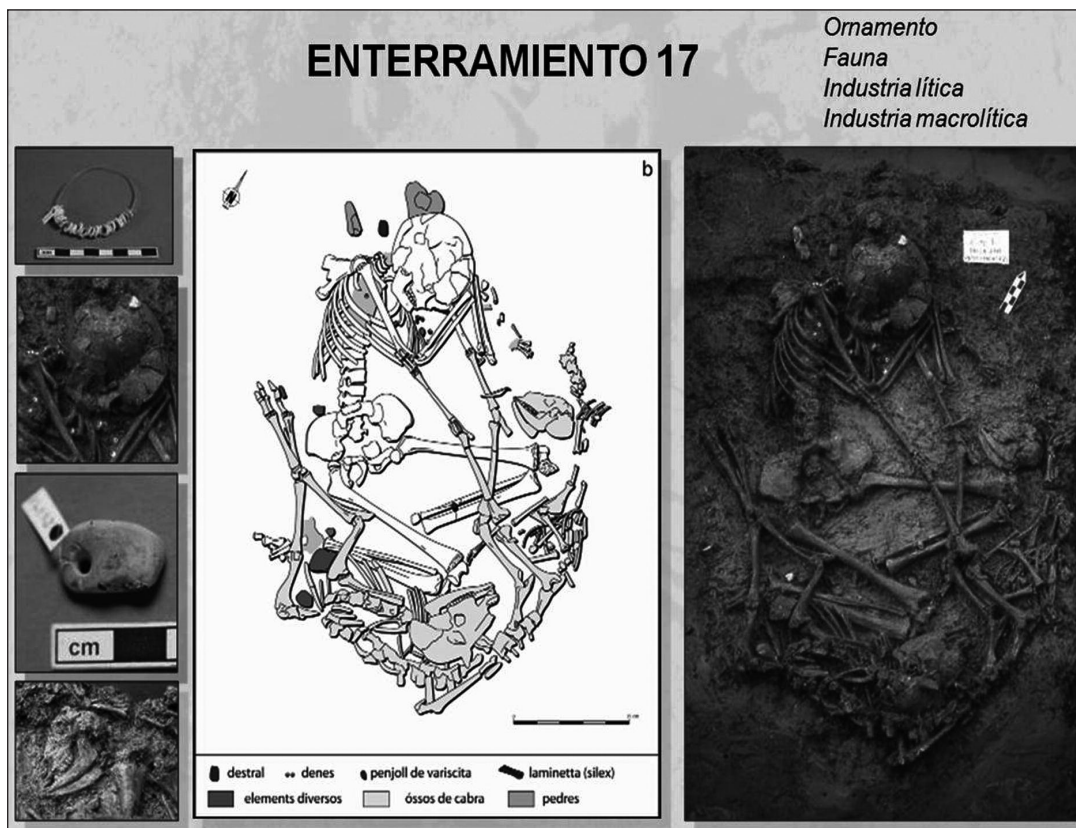 ENTERRAMIENTO 17
Ornamento
Fauna
Industria lítica
Industria macrolítica
b
N
cm
destral
denes
penjoll de variscita
laminetta (silex)
elements diversos
óssos de cabra
pedres